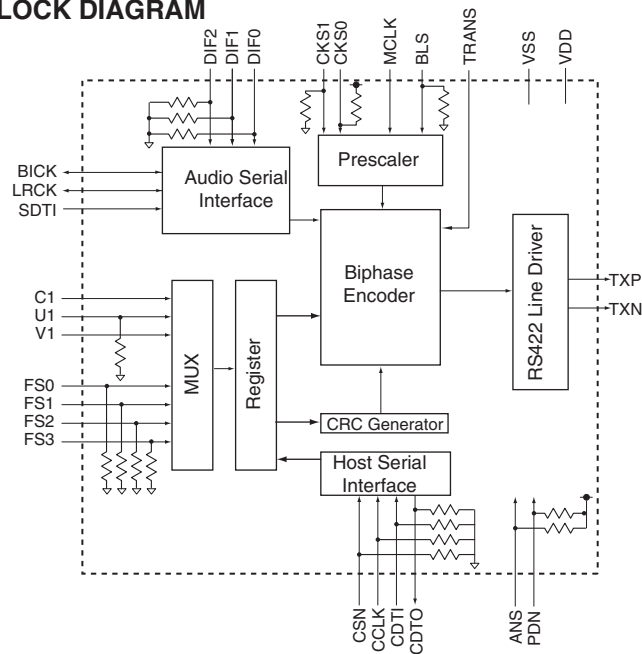 LOCK DIAGRAM
DIF2
DIF1
DIF0
CKS1
CKS0
MCLK
BLS
TRANS
VSS
VDD
BICK
LRCK
SDTI
Audio Serial
Interface
Prescaler
Biphase
Encoder
RS422 Line Driver
TXP
TXN
C1
U1
V1
FS0
FS1
FS2
FS3
MUX
Register
CRC Generator
Host Serial
Interface
CSN
CCLK
CDTI
CDTO
ANS
PDN